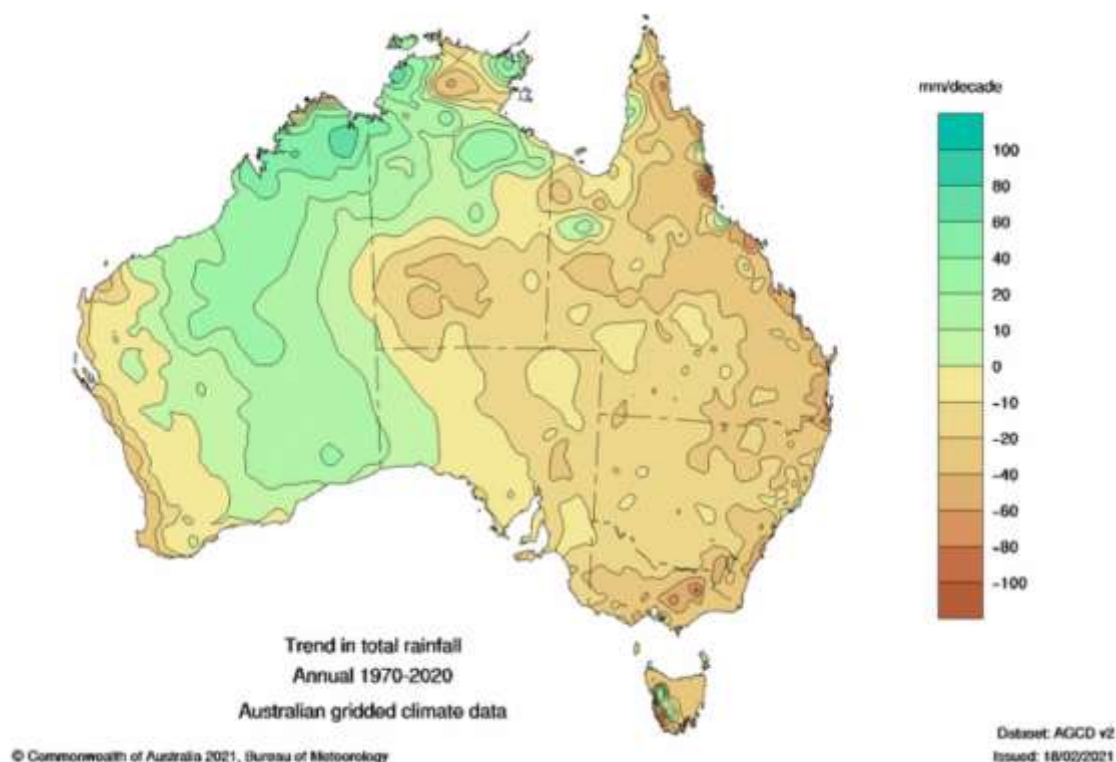 mm/decade
100
80
60
40
20
10
0
-10
-20
-40
-60
-80
-100
Trend in total rainfall
Annual 1970-2020
Australian gridded climate data
© Commonwealth of Australia 2021, Bureau of Meteorology
Dataset: AGCD v2
Issued: 18/02/2021